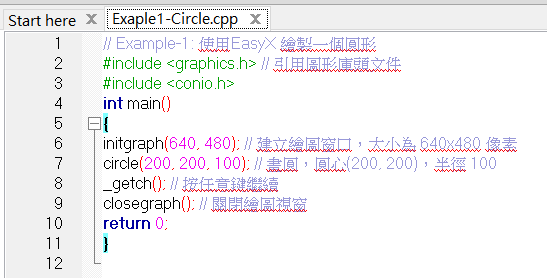 Start here
Exaple1-Circle.cpp
1 // Example-1: 使用EasyX 繪製一個圓形
2 #include <graphics.h> // 引用圖形庫頭文件
3 #include <conio.h>
4 int main()
5 {
6 initgraph(640, 480); // 建立繪圖窗口，大小為 640x480 像素
7 circle(200, 200, 100); // 畫圓，圓心(200, 200)，半徑 100
8 _getch(); // 按任意鍵繼續
9 closegraph(); // 關閉繪圖視窗
10 return 0;
11 }
12